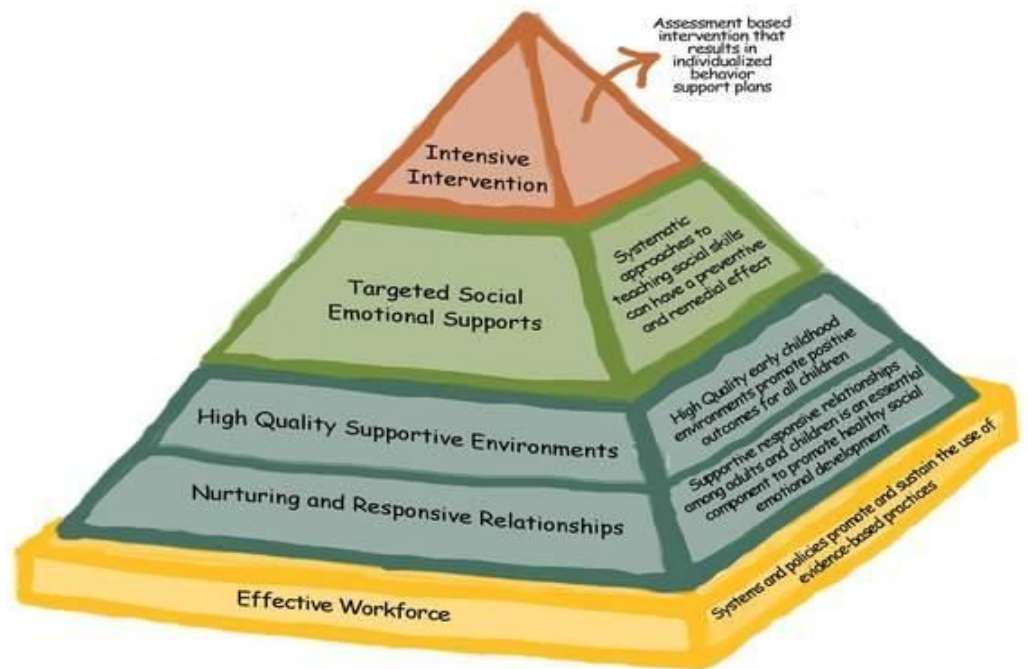 Assessment based
intervention that
results in
individualized
behavior
support plans
Intensive
Intervention
Systematic
approaches to
teaching social skills
can have a preventive
and remedial effect
Targeted Social
Emotional Supports
High Quality early childhood
environments promote positive
outcomes for all children
High Quality Supportive Environments
Supportive responsive relationships
among adults and children is an essential
component to promote healthy social
emotional development
Nurturing and Responsive Relationships
Systems and policies promote and sustain the use of
evidence-based practices
Effective Workforce